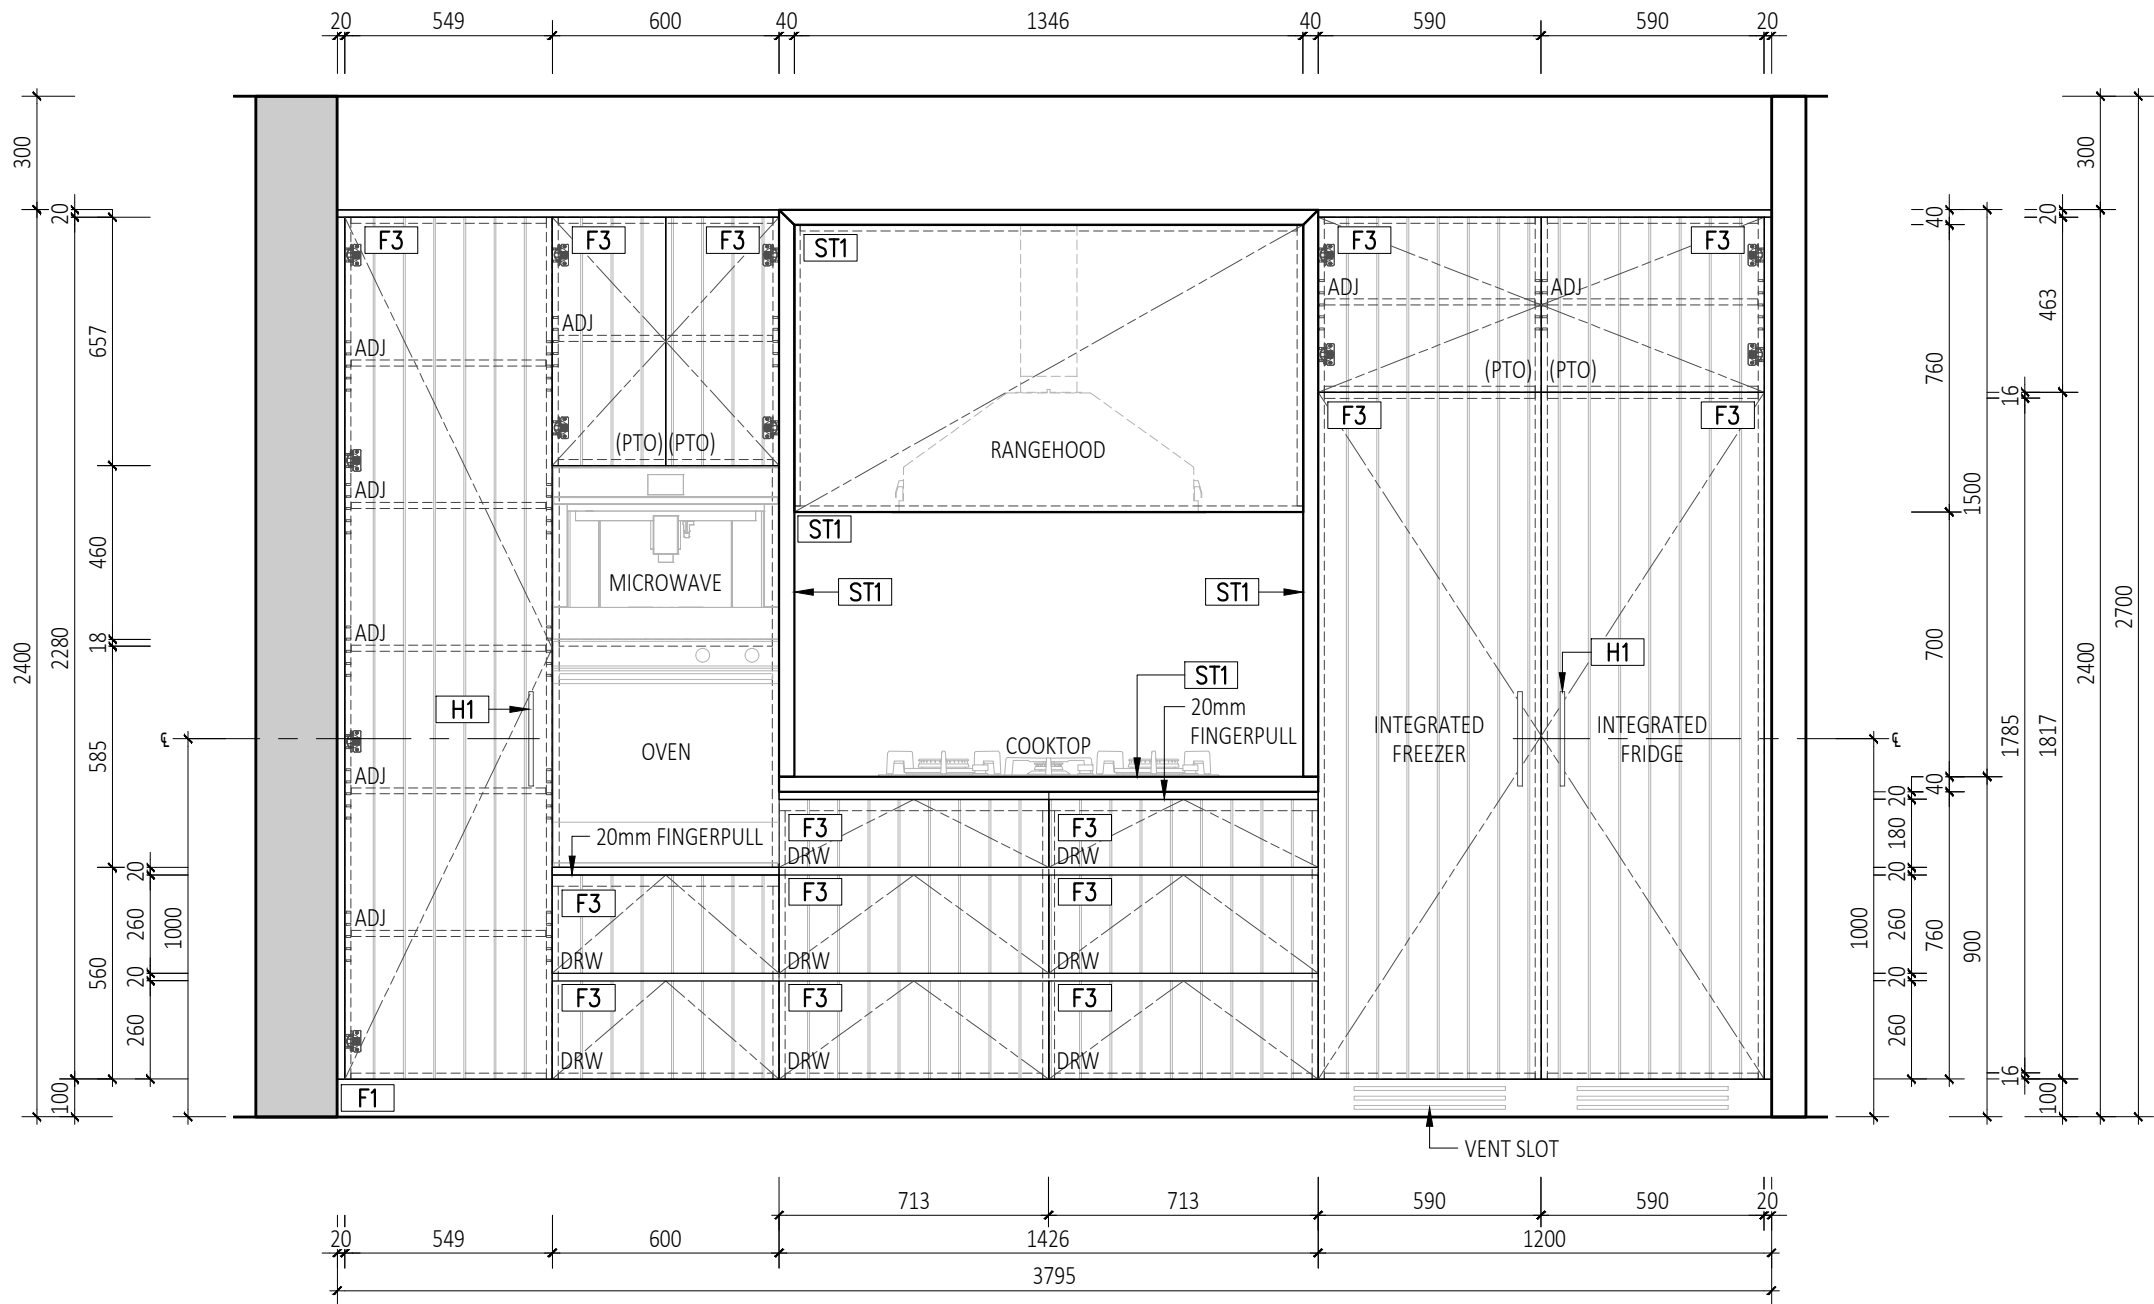 20 549 600 40 1346 40 590 590 20
300
20
657
460
18
585
2280
2400
20
260
20
260
560
1000
100
℄
F3
F3
F3
ST1
F3
F3
ADJ
ADJ
ADJ
ADJ
ADJ
(PTO) (PTO)
(PTO) (PTO)
F3
F3
RANGEHOOD
ADJ
ADJ
ADJ
ADJ
ST1
MICROWAVE
ST1
ST1
H1
ST1
20mm
FINGERPULL
H1
OVEN
COOKTOP
INTEGRATED
FREEZER
INTEGRATED
FRIDGE
℄
20mm FINGERPULL
F3
DRW
F3
DRW
F3
DRW
F3
DRW
F3
DRW
F3
DRW
F3
DRW
F3
DRW
F1
VENT SLOT
300
40
20
463
760
16
1500
700
1785
1817
2400
2700
20
40
180
20
260
20
260
760
900
1000
16
100
713 713 590 590 20
20 549 600 1426 1200
3795